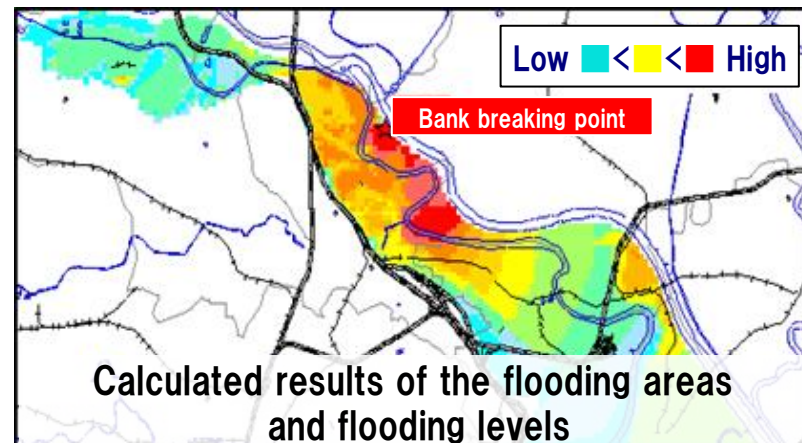 Low < < High
Bank breaking point
Calculated results of the flooding areas
and flooding levels